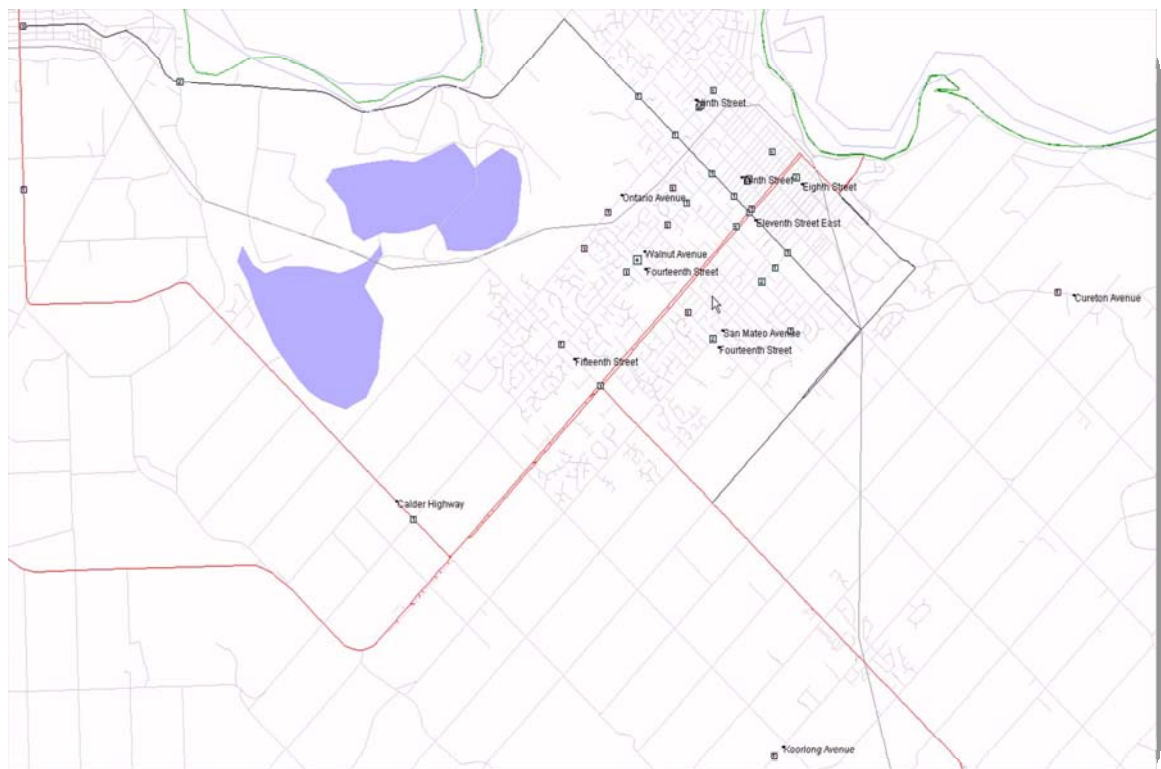 Ninth Street
Tenth Street
Eighth Street
Ontario Avenue
Eleventh Street East
Walnut Avenue
Fourteenth Street
Cureton Avenue
San Mateo Avenue
Fourteenth Street
Fifteenth Street
Calder Highway
Koorlong Avenue